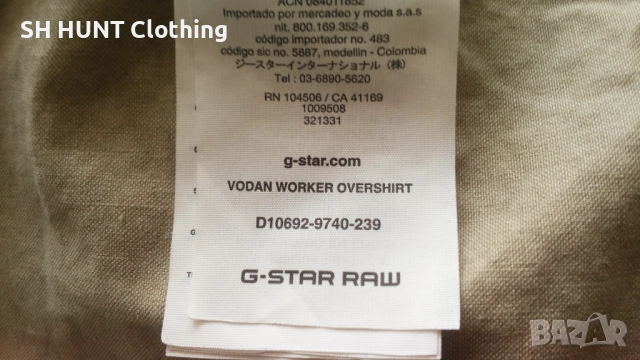 SH HUNT Clothing
ACN 084011852
Importado por mercadeo y moda s.a.s
nit. 800.169.352-6
código importador no. 483
código sic no. 5887, medellin - Colombia
ジースターインターナショナル（株）
Tel : 03-6890-5620
RN 104506 / CA 41169
1009508
321331
g-star.com
VODAN WORKER OVERSHIRT
D10692-9740-239
G-STAR RAW
BAZAR